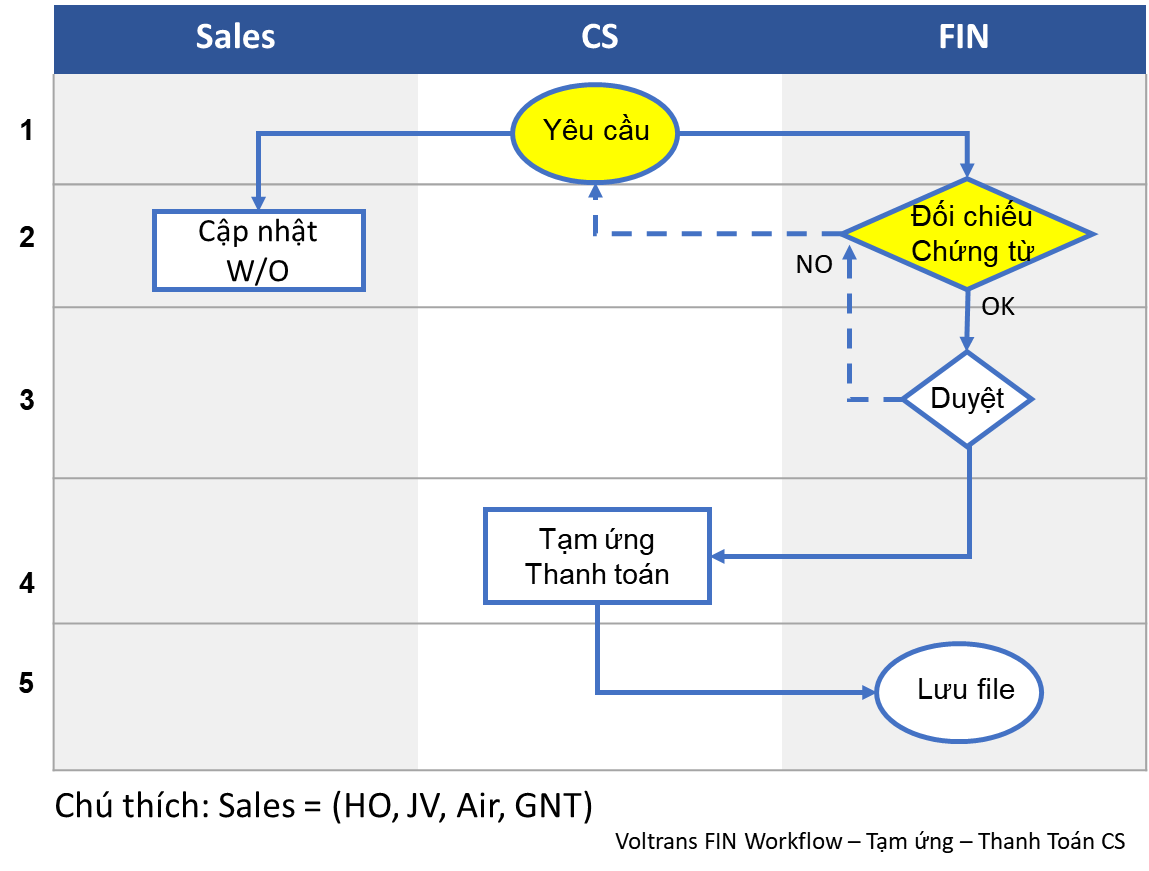 Sales
CS
FIN
1
Yêu cầu
2
Cập nhật
W/O
Đối chiếu
Chứng từ
NO
OK
3
Duyệt
4
Tạm ứng
Thanh toán
5
Lưu file
Chú thích: Sales = (HO, JV, Air, GNT)
Voltrans FIN Workflow – Tạm ứng – Thanh Toán CS